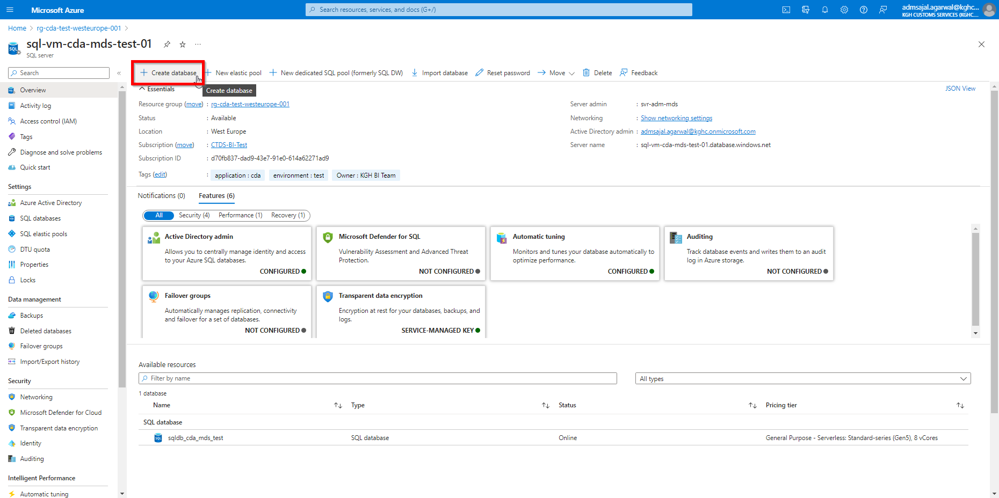 Microsoft Azure
Search resources, services, and docs (G+/)
admsajal.agarwal@kghc...
KGH CUSTOMS SERVICES (KGHC....
Home > rg-cda-test-westeurope-001 >
sql-vm-cda-mds-test-01
SQL
SQL server
Search
«
Create database
New elastic pool
New dedicated SQL pool (formerly SQL DW)
Import database
Reset password
Move
Delete
Feedback
Create database
Overview
Activity log
Access control (IAM)
Tags
Diagnose and solve problems
Quick start
Settings
Azure Active Directory
SQL databases
SQL elastic pools
DTU quota
Properties
Locks
Data management
Backups
Deleted databases
Failover groups
Import/Export history
Security
Networking
Microsoft Defender for Cloud
Transparent data encryption
Identity
Auditing
Intelligent Performance
Automatic tuning
Essentials
JSON View
Resource group (move) : rg-cda-test-westeurope-001
Status : Available
Location : West Europe
Subscription (move) : CTDS-BI-Test
Subscription ID : d70fb837-dad9-43e7-91e0-614a62271ad9
Tags (edit) : application : cda environment : test Owner : KGH BI Team
Server admin : svr-adm-mds
Networking : Show networking settings
Active Directory admin : admsajal.agarwal@kghc.onmicrosoft.com
Server name : sql-vm-cda-mds-test-01.database.windows.net
Notifications (0) Features (6)
All Security (4) Performance (1) Recovery (1)
Active Directory admin
Allows you to centrally manage identity and access
to your Azure SQL databases.
CONFIGURED
Microsoft Defender for SQL
Vulnerability Assessment and Advanced Threat
Protection.
NOT CONFIGURED
Automatic tuning
Monitors and tunes your database automatically to
optimize performance.
CONFIGURED
Auditing
Track database events and writes them to an audit
log in Azure storage.
NOT CONFIGURED
Failover groups
Automatically manages replication, connectivity
and failover for a set of databases.
NOT CONFIGURED
Transparent data encryption
Encryption at rest for your databases, backups, and
logs.
SERVICE-MANAGED KEY
Available resources
Filter by name
All types
1 database
Name Type Status Pricing tier
SQL database
sqldb_cda_mds_test SQL database Online General Purpose - Serverless: Standard-series (Gen5), 8 vCores